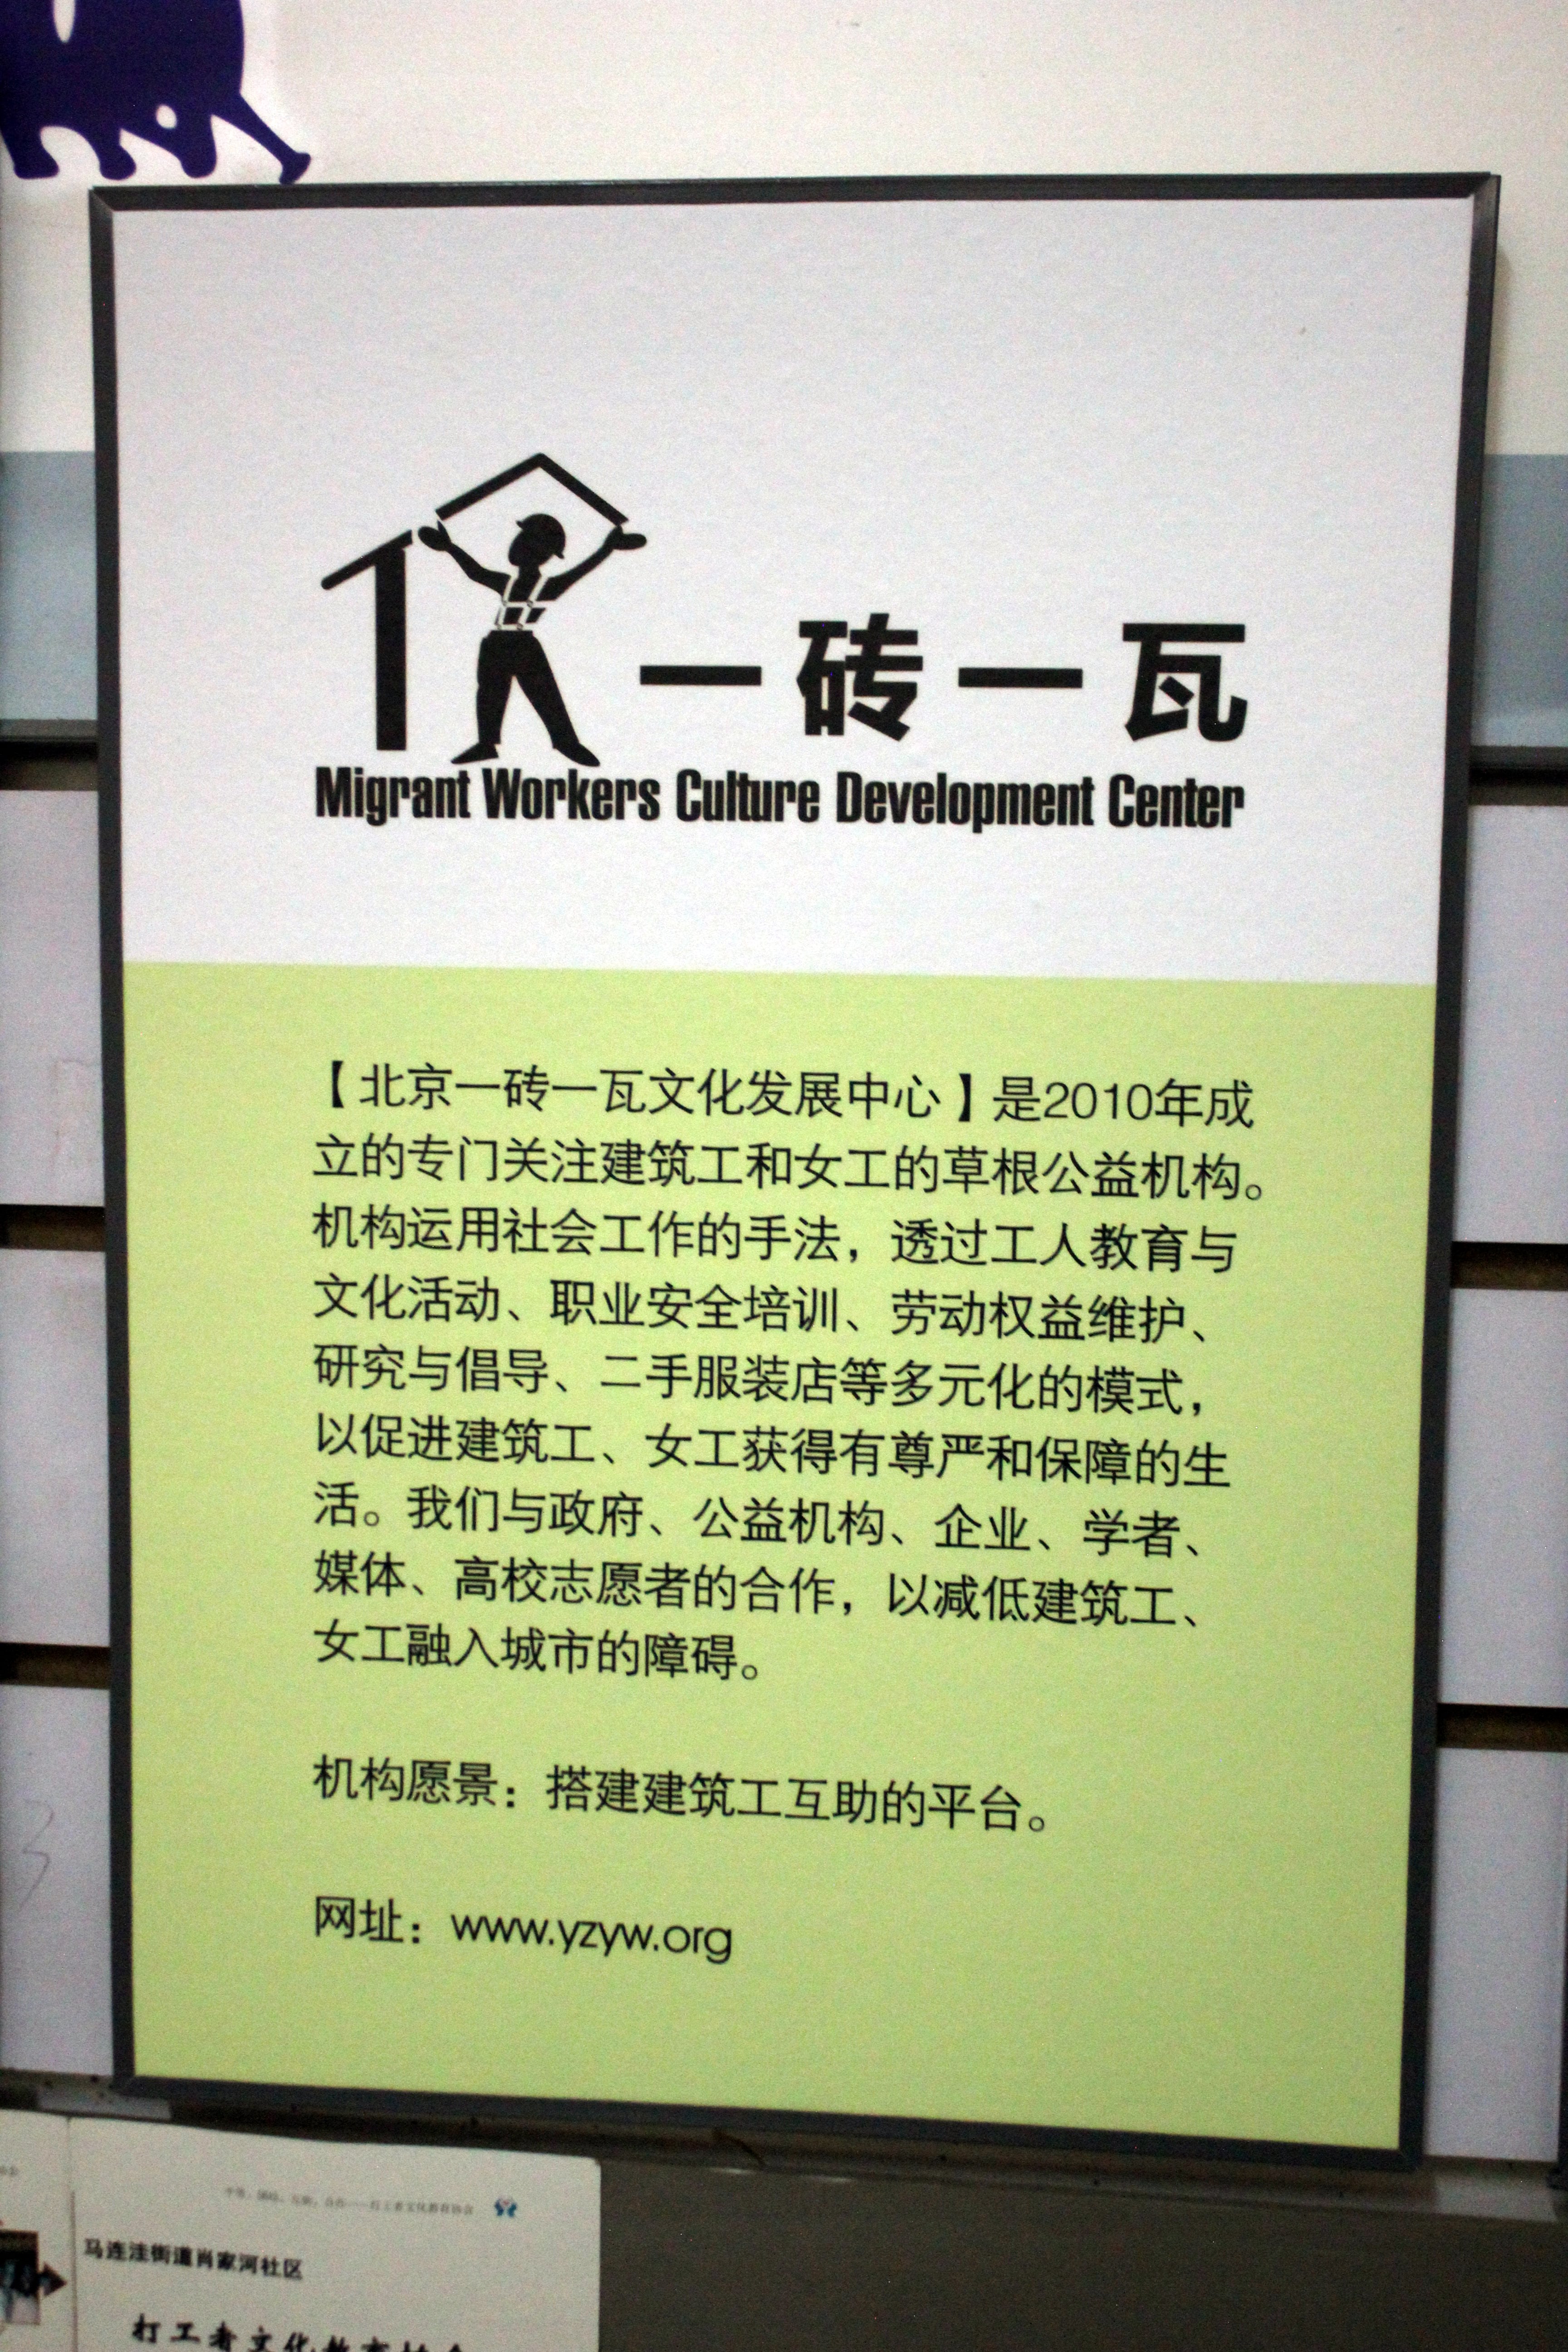 一砖一瓦
Migrant Workers Culture Development Center
【北京一砖一瓦文化发展中心】是2010年成
立的专门关注建筑工和女工的草根公益机构。
机构运用社会工作的手法，透过工人教育与
文化活动、职业安全培训、劳动权益维护、
研究与倡导、二手服装店等多元化的模式，
以促进建筑工、女工获得有尊严和保障的生
活。我们与政府、公益机构、企业、学者、
媒体、高校志愿者的合作，以减低建筑工、
女工融入城市的障碍。
机构愿景：搭建建筑工互助的平台。
网址：www.yzyw.org
马连洼街道肖家河社区
打工者文化教育协会